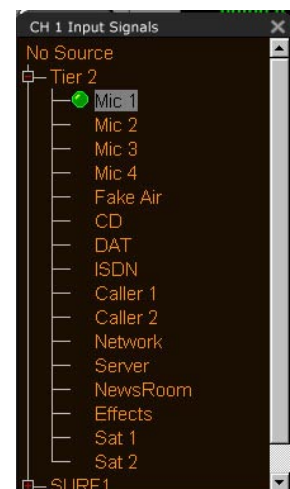 CH 1 Input Signals
No Source
Tier 2
Mic 1
Mic 2
Mic 3
Mic 4
Fake Air
CD
DAT
ISDN
Caller 1
Caller 2
Network
Server
NewsRoom
Effects
Sat 1
Sat 2
SURF1